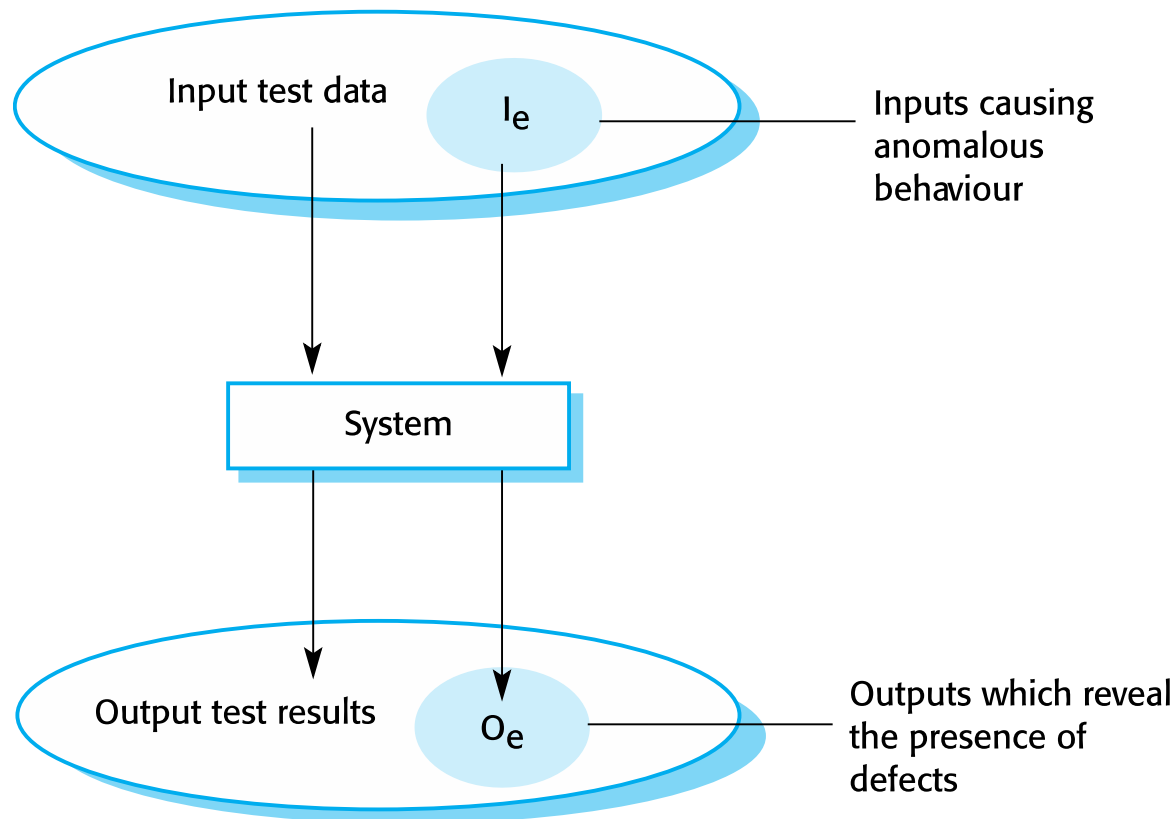 Input test data
Ie
Inputs causing
anomalous
behaviour
System
Output test results
Oe
Outputs which reveal
the presence of
defects